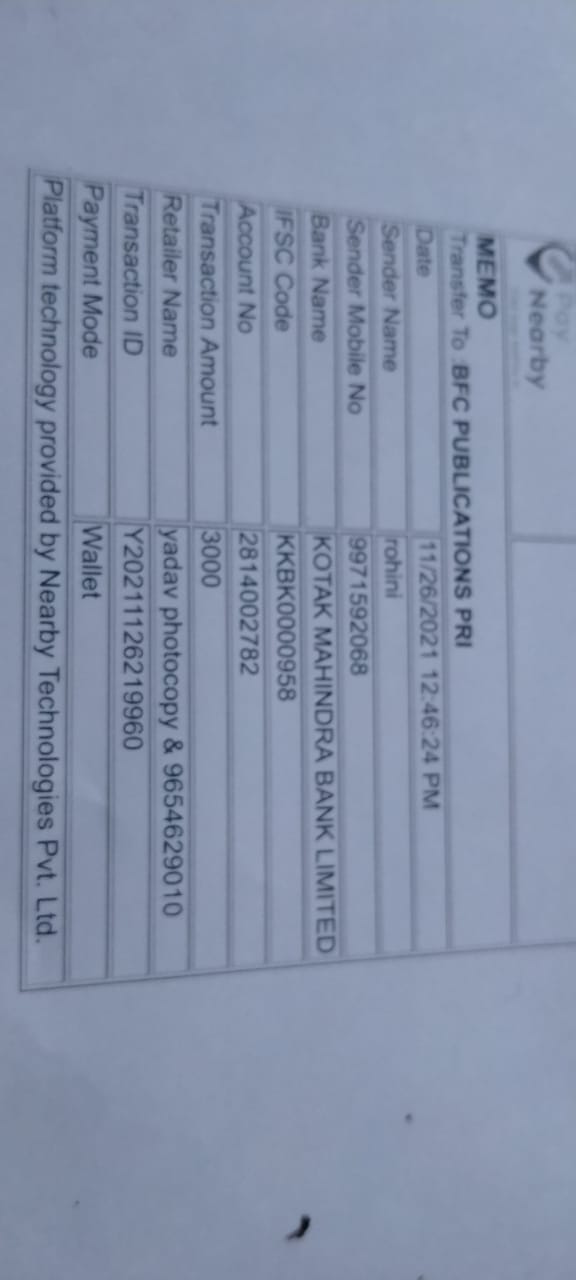 Pay
Nearby
MEMO
Transfer To :BFC PUBLICATIONS PRI
Date 11/26/2021 12:46:24 PM
Sender Name rohini
Sender Mobile No 9971592068
Bank Name KOTAK MAHINDRA BANK LIMITED
IFSC Code KKBK0000958
Account No 2814002782
Transaction Amount 3000
Retailer Name yadav photocopy & 9654629010
Transaction ID Y20211126219960
Payment Mode Wallet
Platform technology provided by Nearby Technologies Pvt. Ltd.